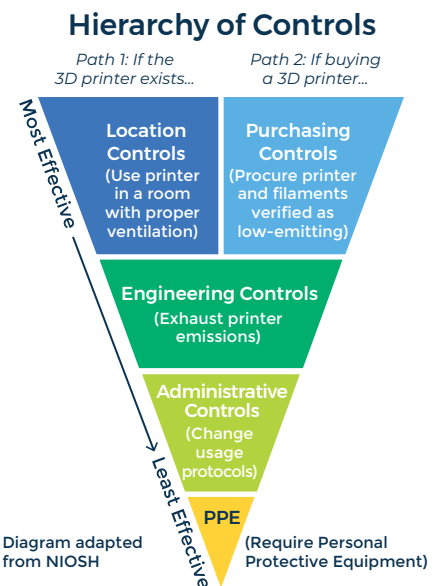 Hierarchy of Controls
Path 1: If the
3D printer exists...
Path 2: If buying
a 3D printer...
Most Effective
Location
Controls
(Use printer
in a room
with proper
ventilation)
Purchasing
Controls
(Procure printer
and filaments
verified as
low-emitting)
Engineering Controls
(Exhaust printer
emissions)
Administrative
Controls
(Change
usage
protocols)
Least Effective
PPE
(Require Personal
Protective Equipment)
Diagram adapted
from NIOSH